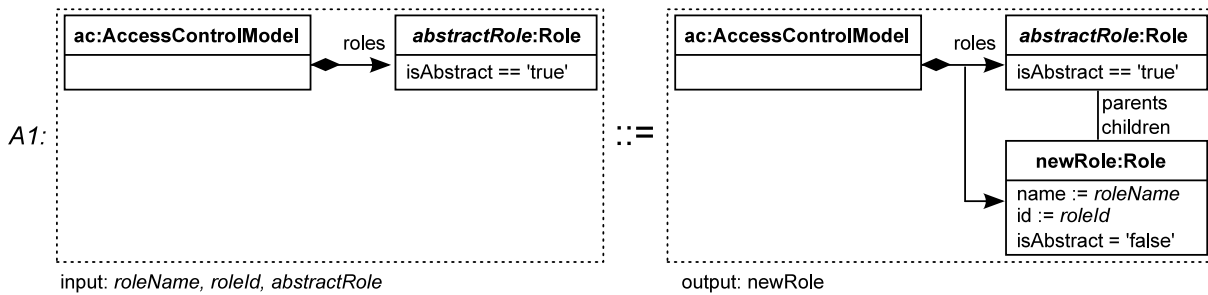 ac:AccessControlModel
roles
abstractRole:Role
isAbstract == 'true'
A1:
::=
ac:AccessControlModel
roles
abstractRole:Role
isAbstract == 'true'
parents
children
newRole:Role
name := roleName
id := roleId
isAbstract = 'false'
input: roleName, roleId, abstractRole
output: newRole